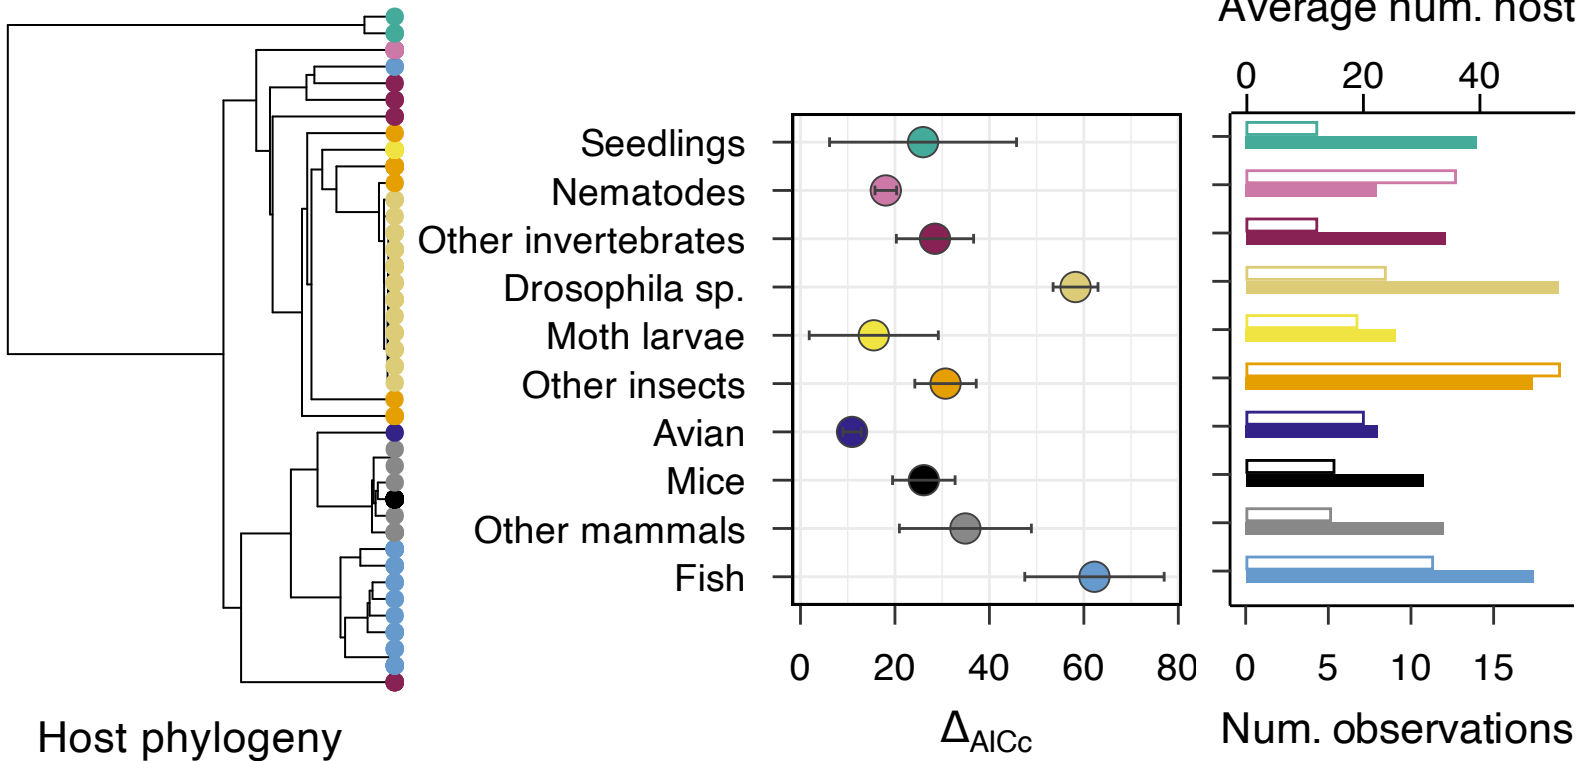 Average num. host
0 20 40
Seedlings
Nematodes
Other invertebrates
Drosophila sp.
Moth larvae
Other insects
Avian
Mice
Other mammals
Fish
0 20 40 60 80
0 5 10 15
Host phylogeny
ΔAICc
Num. observations